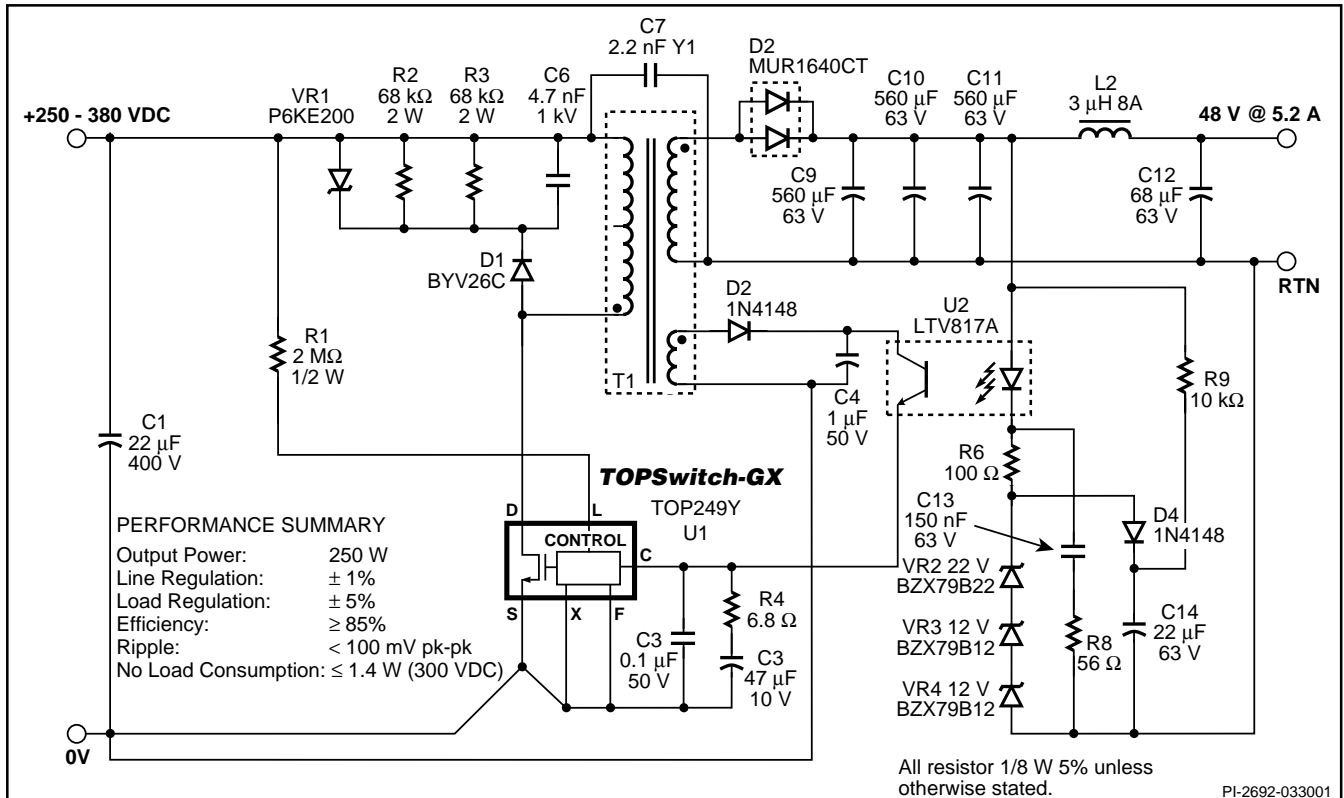 C7
2.2 nF Y1
D2
MUR1640CT
C10
560 µF
63 V
C11
560 µF
63 V
L2
3 µH 8A
VR1
P6KE200
R2
68 kΩ
2 W
R3
68 kΩ
2 W
C6
4.7 nF
1 kV
+250 - 380 VDC
48 V @ 5.2 A
C9
560 µF
63 V
C12
68 µF
63 V
D1
BYV26C
RTN
D2
1N4148
U2
LTV817A
R1
2 MΩ
1/2 W
T1
C4
1 µF
50 V
R9
10 kΩ
C1
22 µF
400 V
R6
100 Ω
TOPSwitch-GX
TOP249Y
U1
D
L
CONTROL
C
S
X
F
C13
150 nF
63 V
D4
1N4148
VR2 22 V
BZX79B22
R4
6.8 Ω
C3
0.1 µF
50 V
C3
47 µF
10 V
VR3 12 V
BZX79B12
R8
56 Ω
C14
22 µF
63 V
VR4 12 V
BZX79B12
PERFORMANCE SUMMARY
Output Power: 250 W
Line Regulation: ± 1%
Load Regulation: ± 5%
Efficiency: ≥ 85%
Ripple: < 100 mV pk-pk
No Load Consumption: ≤ 1.4 W (300 VDC)
0V
All resistor 1/8 W 5% unless
otherwise stated.
PI-2692-033001